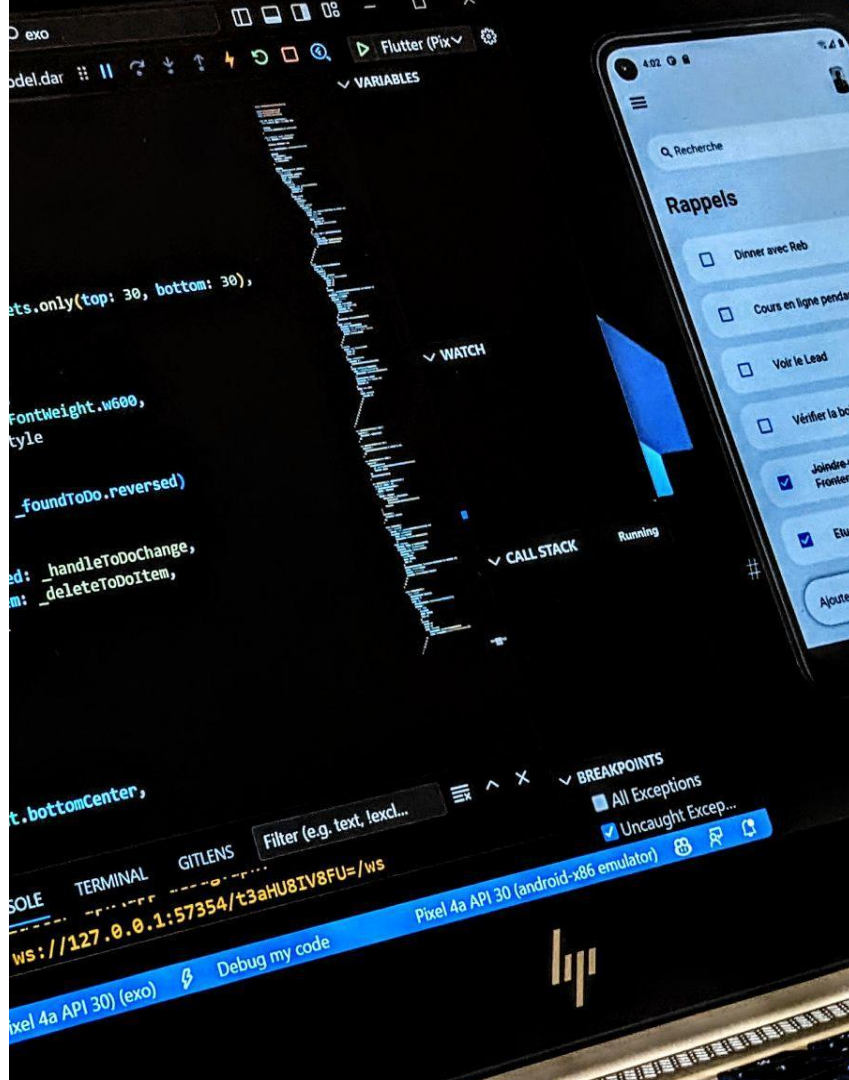 exo
odel.dar
Flutter (Pix
VARIABLES
ets.only(top: 30, bottom: 30),
FontWeight.w600,
tyle
_foundToDo.reversed)
ed: _handleToDoChange,
m: _deleteToDoItem,
t.bottomCenter,
WATCH
CALL STACK
Running
BREAKPOINTS
All Exceptions
Uncaught Excep...
SOLE
TERMINAL
GITLENS
Filter (e.g. text, !excl...
ws://127.0.0.1:57354/t3aHU8IV8FU=/ws
ixel 4a API 30) (exo)
Debug my code
Pixel 4a API 30 (android-x86 emulator)
hp
4:02
Recherche
Rappels
Dinner avec Reb
Cours en ligne penda
Voir le Lead
Vérifier la bo
Joindre
Fronten
Etu
Ajoute
#